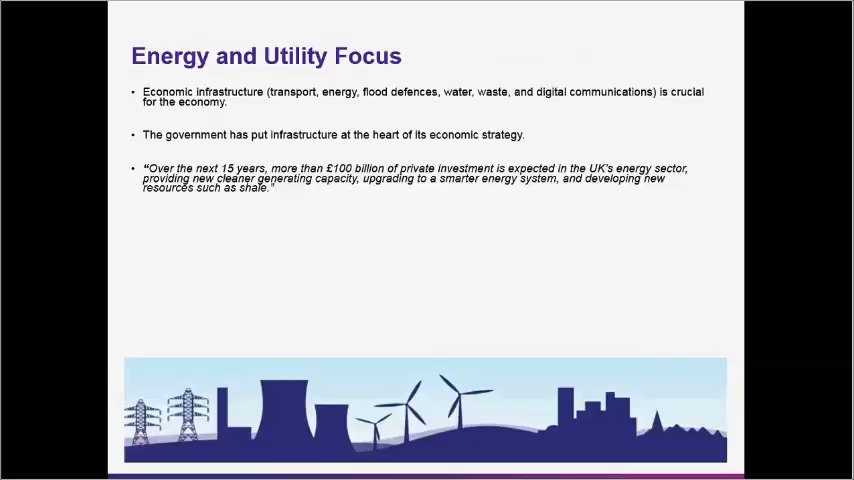 Energy and Utility Focus
• Economic infrastructure (transport, energy, flood defences, water, waste, and digital communications) is crucial
for the economy.
• The government has put infrastructure at the heart of its economic strategy.
• “Over the next 15 years, more than £100 billion of private investment is expected in the UK's energy sector,
providing new cleaner generating capacity, upgrading to a smarter energy system, and developing new
resources such as shale.”